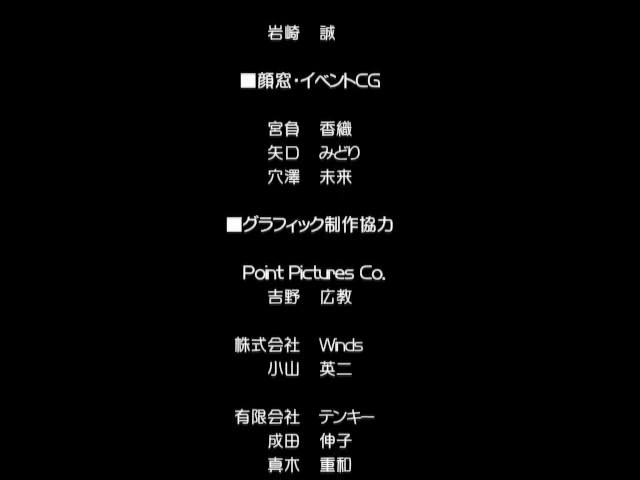 岩崎　誠
■顔窓・イベントCG
宮負　香織
矢口　みどり
穴澤　未来
■グラフィック制作協力
Point Pictures Co.
吉野　広教
株式会社　Winds
小山　英二
有限会社　テンキー
成田　伸子
真木　重和